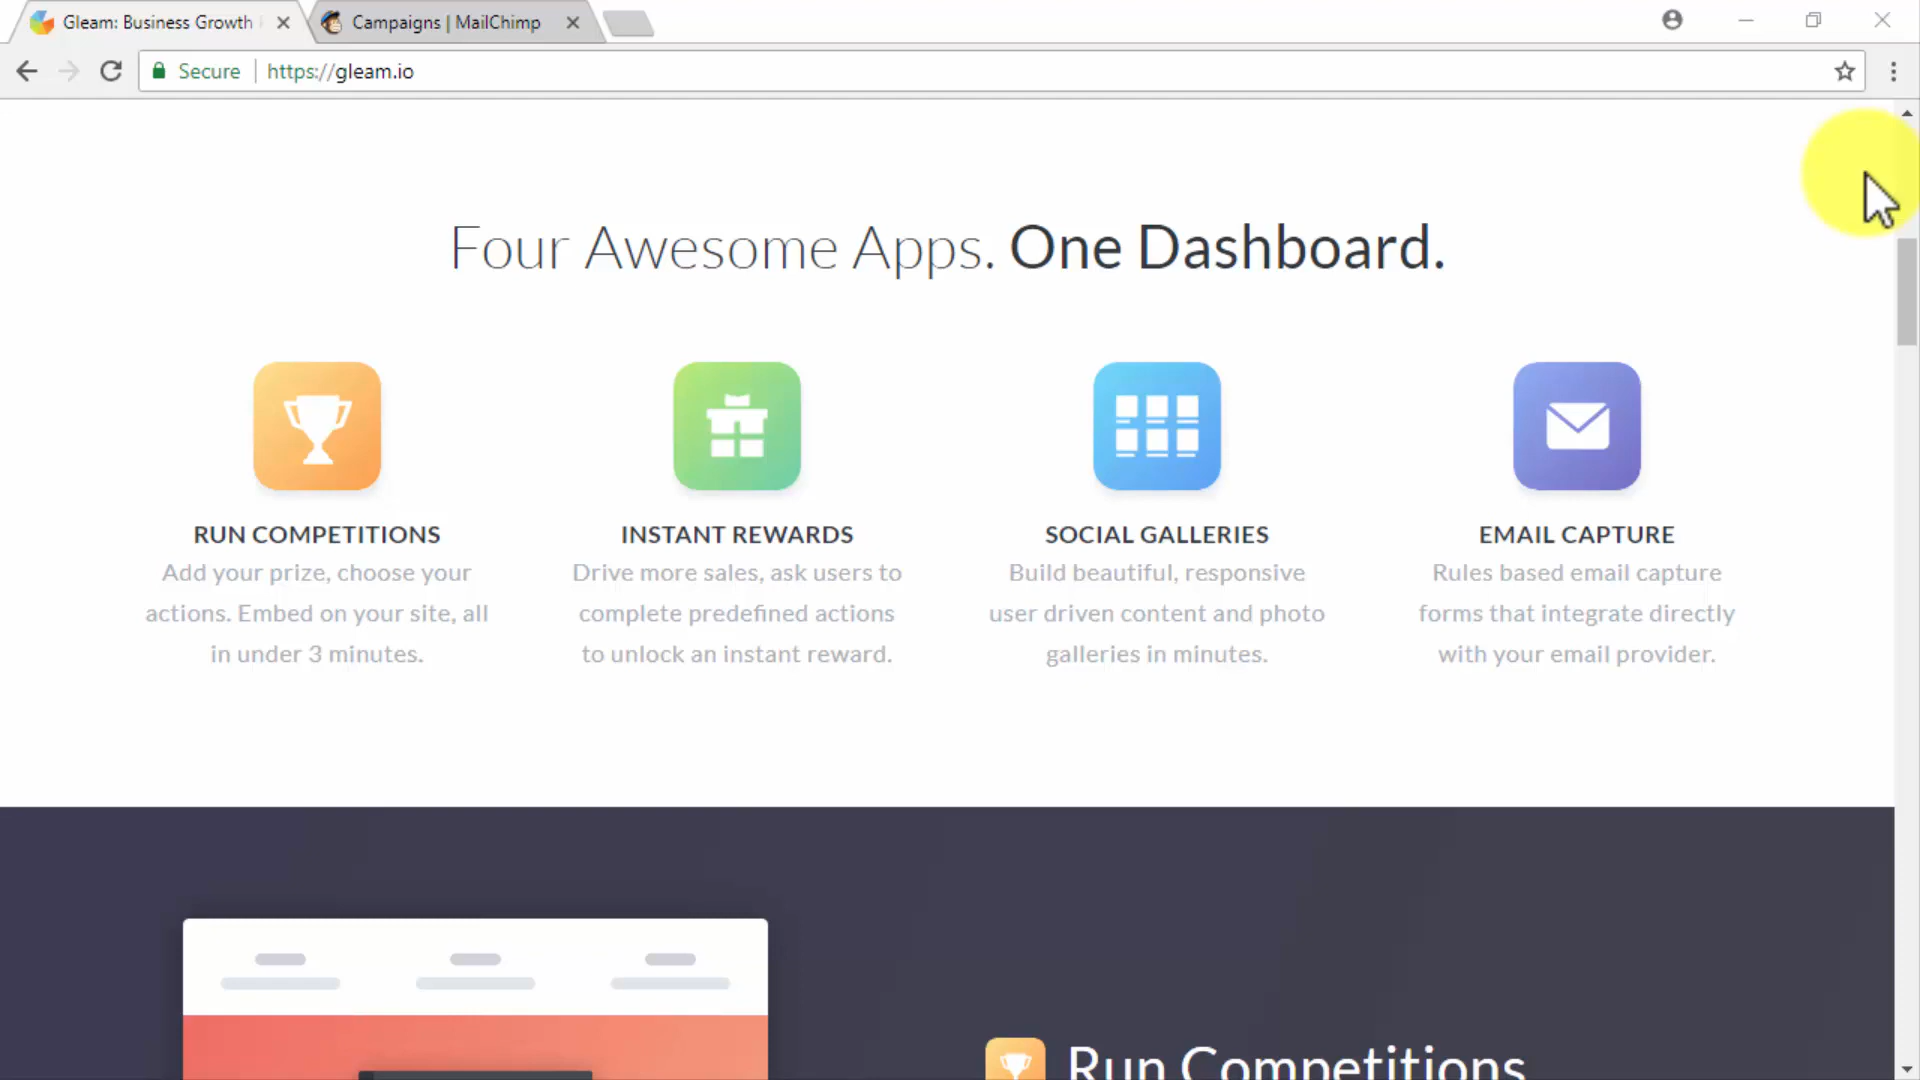 Gleam: Business Growth
Campaigns | MailChimp
Secure
https://gleam.io
Four Awesome Apps. One Dashboard.
RUN COMPETITIONS
Add your prize, choose your
actions. Embed on your site, all
in under 3 minutes.
INSTANT REWARDS
Drive more sales, ask users to
complete predefined actions
to unlock an instant reward.
SOCIAL GALLERIES
Build beautiful, responsive
user driven content and photo
galleries in minutes.
EMAIL CAPTURE
Rules based email capture
forms that integrate directly
with your email provider.
Run Competitions